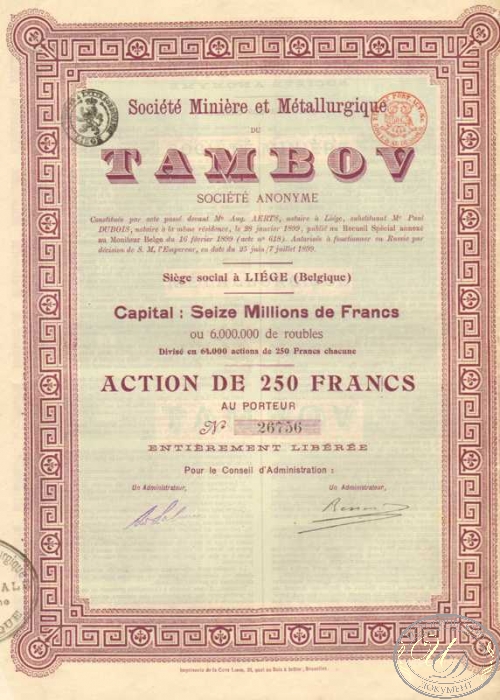 Société Minière et Métallurgique
DU
TAMBOV
SOCIÉTÉ ANONYME
Constituée par acte passé devant Me Aug. AERTS, notaire à Liége, substituant Me Paul
DUBOIS, notaire à la même résidence, le 28 janvier 1899, publié au Recueil Spécial annexé
au Moniteur Belge du 16 février 1899 (acte no 618). Autorisée à fonctionner en Russie par
décision de S. M. l'Empereur, en date du 25 juin/7 juillet 1899.
Siège social à LIÉGE (Belgique)
Capital : Seize Millions de Francs
ou 6.000.000 de roubles
Divisé en 64.000 actions de 250 Francs chacune
ACTION DE 250 FRANCS
AU PORTEUR
No 26756
ENTIÈREMENT LIBÉRÉE
Pour le Conseil d'Administration :
Un Administrateur,
Un Administrateur,
ДОКУМЕНТ